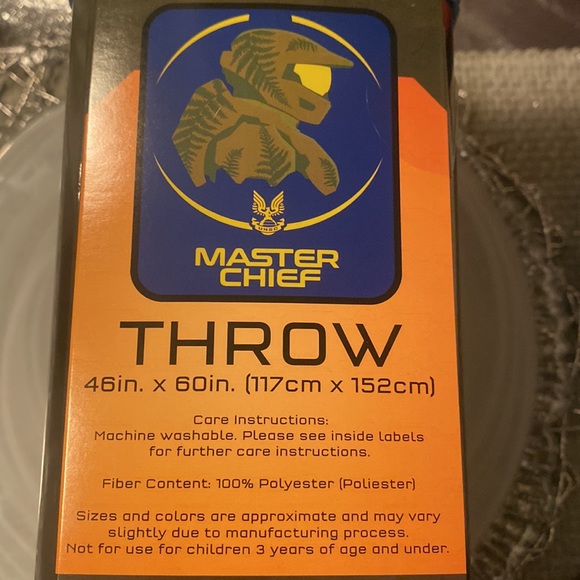 UNSC
MASTER
CHIEF
THROW
46in. x 60in. (117cm x 152cm)
Care Instructions:
Machine washable. Please see inside labels
for further care instructions.
Fiber Content: 100% Polyester (Poliester)
Sizes and colors are approximate and may vary
slightly due to manufacturing process.
Not for use for children 3 years of age and under.